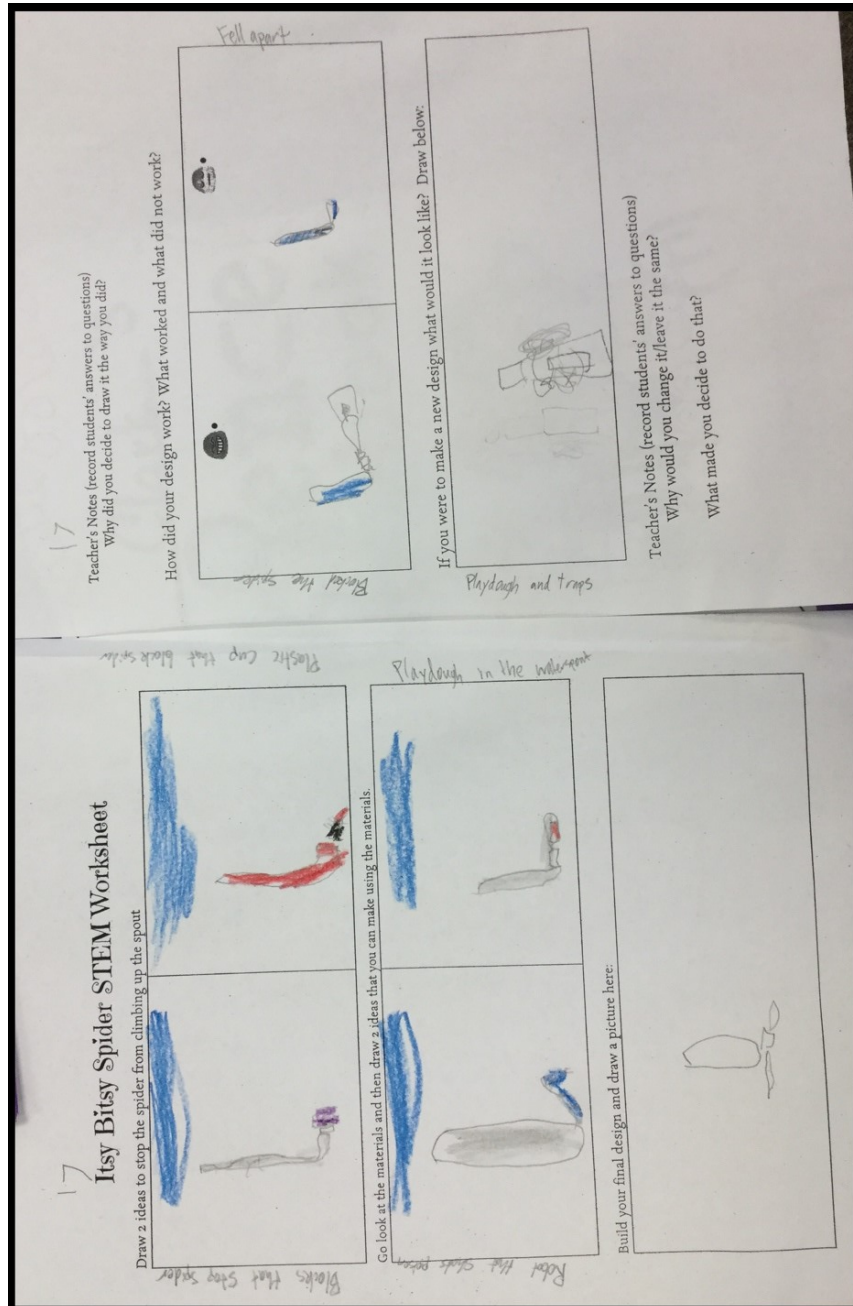 17
Itsy Bitsy Spider STEM Worksheet
Draw 2 ideas to stop the spider from climbing up the spout
Blocks that stop spider
Plastic cup that block spider
Go look at the materials and then draw 2 ideas that you can make using the materials.
Robot that shots poisen
Playdough in the
Build your final design and draw a picture here:
17
Teacher's Notes (record students' answers to questions)
Why did you decide to draw it the way you did?
How did your design work? What worked and what did not work?
Blocked the spider
Fell apart
If you were to make a new design what would it look like? Draw below:
Playdough and traps
Teacher's Notes (record students' answers to questions)
Why would you change it/leave it the same?
What made you decide to do that?